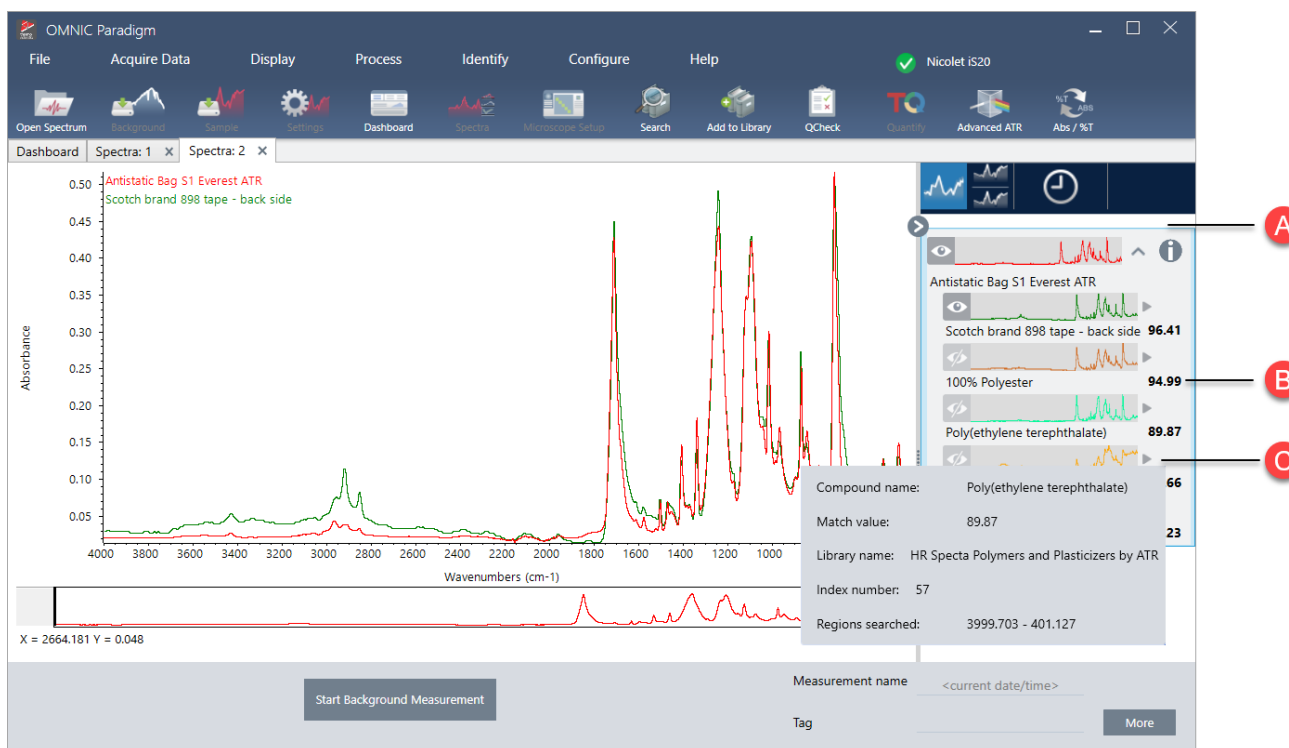 OMNIC Paradigm
File Acquire Data Display Process Identify Configure Help Nicolet iS20
%T ABS
TQ
Open Spectrum Background Sample Settings Dashboard Spectra Microscope Setup Search Add to Library QCheck Quantify Advanced ATR Abs / %T
Dashboard Spectra: 1 Spectra: 2
Antistatic Bag S1 Everest ATR
Scotch brand 898 tape - back side
0.50
0.45
0.40
0.35
0.30
0.25
0.20
0.15
0.10
0.05
Absorbance
4000 3800 3600 3400 3200 3000 2800 2600 2400 2200 2000 1800 1600 1400 1200 1000
Wavenumbers (cm-1)
X = 2664.181 Y = 0.048
A
Antistatic Bag S1 Everest ATR
Scotch brand 898 tape - back side 96.41
100% Polyester 94.99
B
Poly(ethylene terephthalate) 89.87
C
66
23
Compound name: Poly(ethylene terephthalate)
Match value: 89.87
Library name: HR Specta Polymers and Plasticizers by ATR
Index number: 57
Regions searched: 3999.703 - 401.127
Start Background Measurement
Measurement name <current date/time>
Tag
More